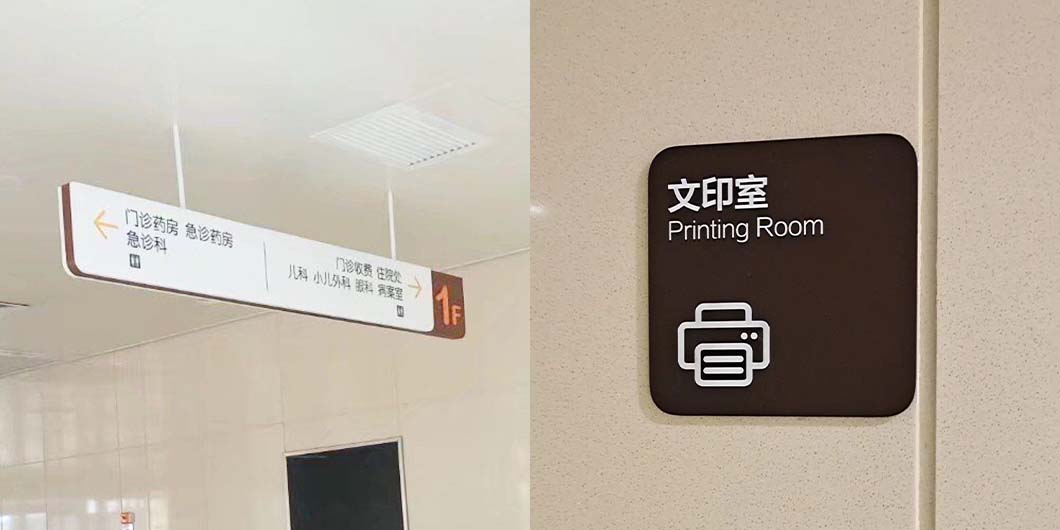 门诊药房 急诊药房
急诊科
门诊收费 住院处
儿科 小儿外科 眼科 病案室
1F
文印室
Printing Room